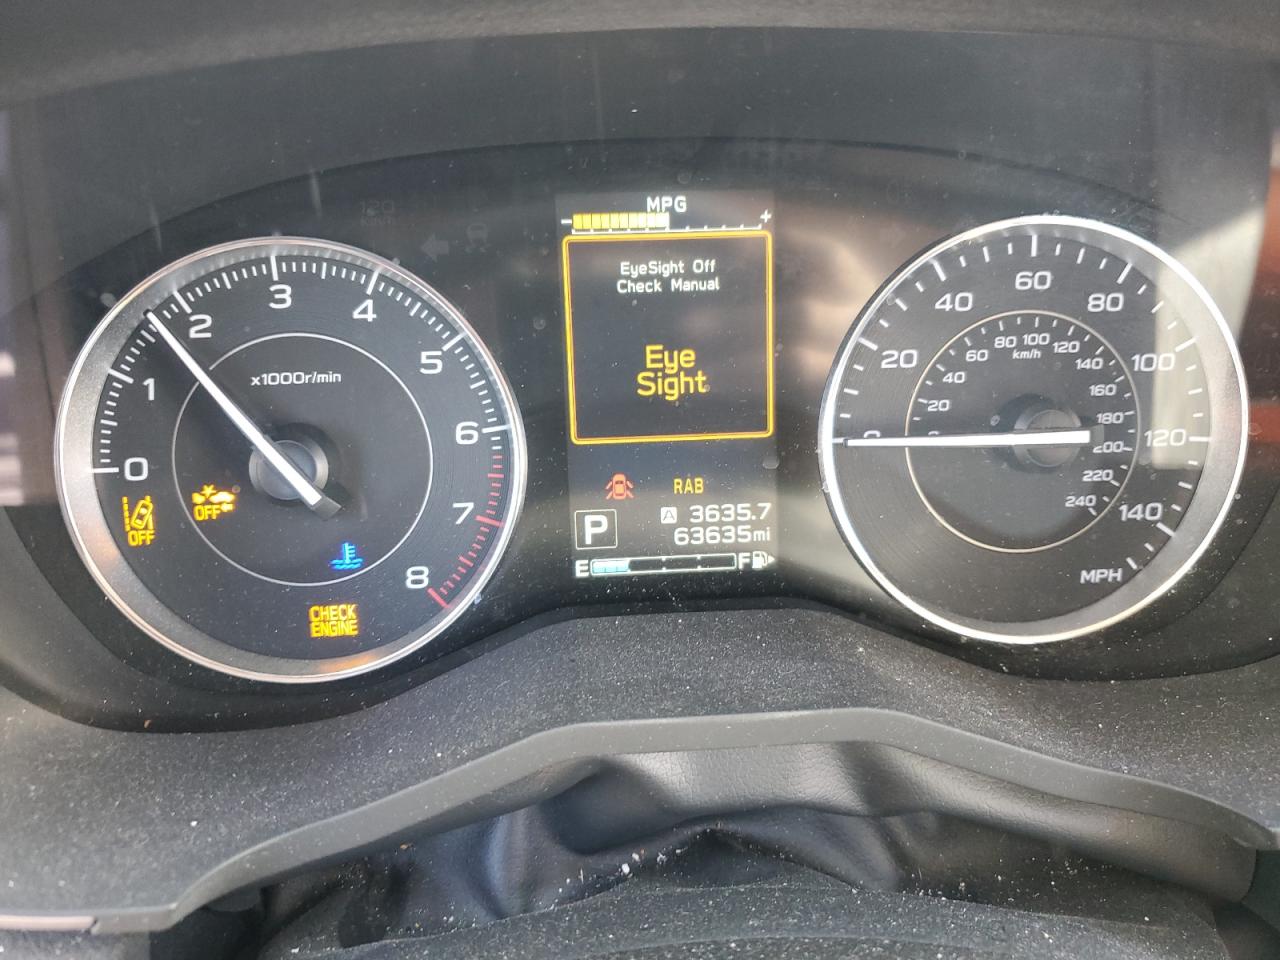 MPG
- +
EyeSight Off
Check Manual
Eye
Sight
RAB
P
A 3635.7
63635mi
E F
0
1
2
3
4
5
6
7
8
x1000r/min
OFF
OFF
CHECK
ENGINE
0
20
40
60
80
100
120
140
MPH
20
40
60
80
100
120
140
160
180
200
220
240
km/h